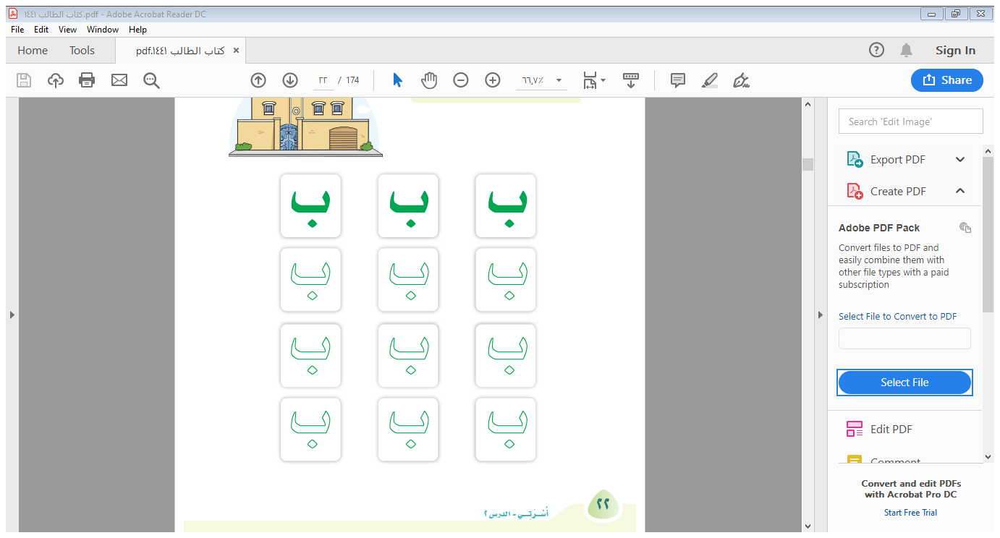 كتاب الطالب ١٤٤١.pdf - Adobe Acrobat Reader DC
File Edit View Window Help
Home Tools كتاب الطالب ١٤٤١.pdf × Sign In
٢٢ / 174 ٦٦٫٧٪ Share
Search 'Edit Image'
Export PDF
Create PDF
Adobe PDF Pack
Convert files to PDF and
easily combine them with
other file types with a paid
subscription
Select File to Convert to PDF
Select File
Edit PDF
Comment
Convert and edit PDFs
with Acrobat Pro DC
Start Free Trial
ب ب ب
ب ب ب
ب ب ب
ب ب ب
٢٢
أُسْـرَتِـــي - الدرس ٢